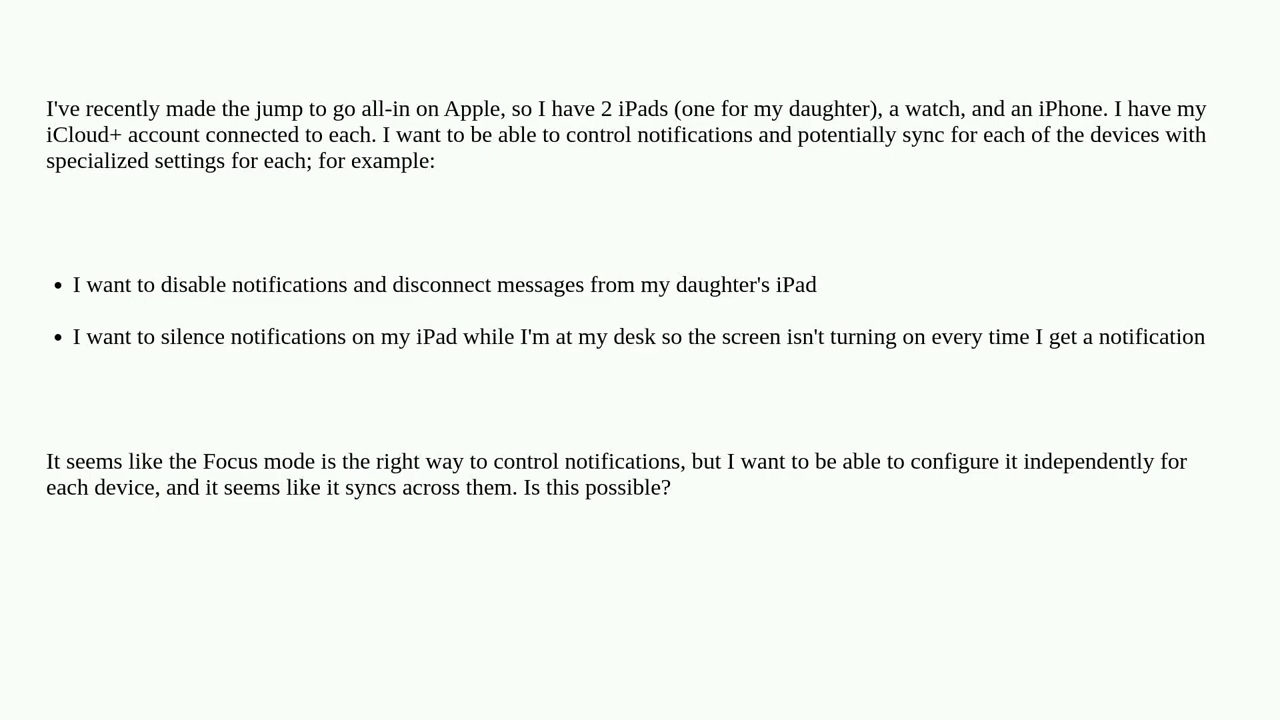 I've recently made the jump to go all-in on Apple, so I have 2 iPads (one for my daughter), a watch, and an iPhone. I have my
iCloud+ account connected to each. I want to be able to control notifications and potentially sync for each of the devices with
specialized settings for each; for example:
• I want to disable notifications and disconnect messages from my daughter's iPad
• I want to silence notifications on my iPad while I'm at my desk so the screen isn't turning on every time I get a notification
It seems like the Focus mode is the right way to control notifications, but I want to be able to configure it independently for
each device, and it seems like it syncs across them. Is this possible?